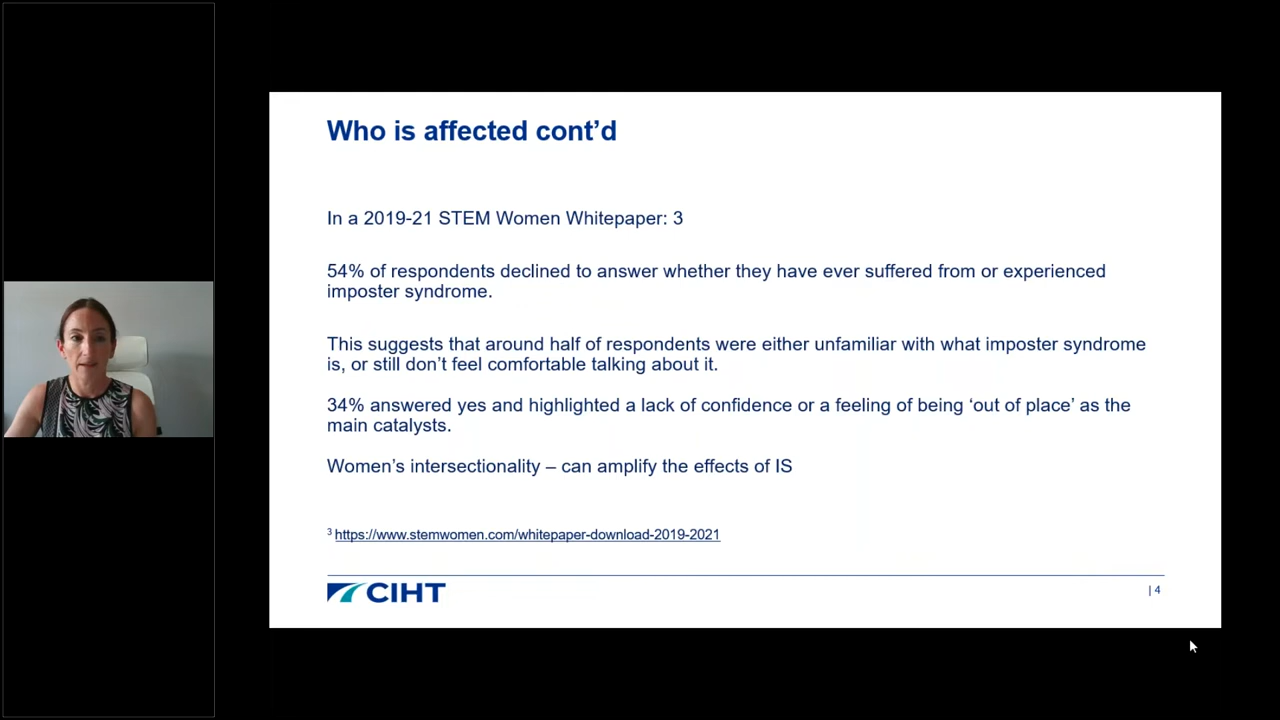 Who is affected cont’d
In a 2019-21 STEM Women Whitepaper: 3
54% of respondents declined to answer whether they have ever suffered from or experienced
imposter syndrome.
This suggests that around half of respondents were either unfamiliar with what imposter syndrome
is, or still don’t feel comfortable talking about it.
34% answered yes and highlighted a lack of confidence or a feeling of being ‘out of place’ as the
main catalysts.
Women’s intersectionality – can amplify the effects of IS
3 https://www.stemwomen.com/whitepaper-download-2019-2021
CIHT
| 4